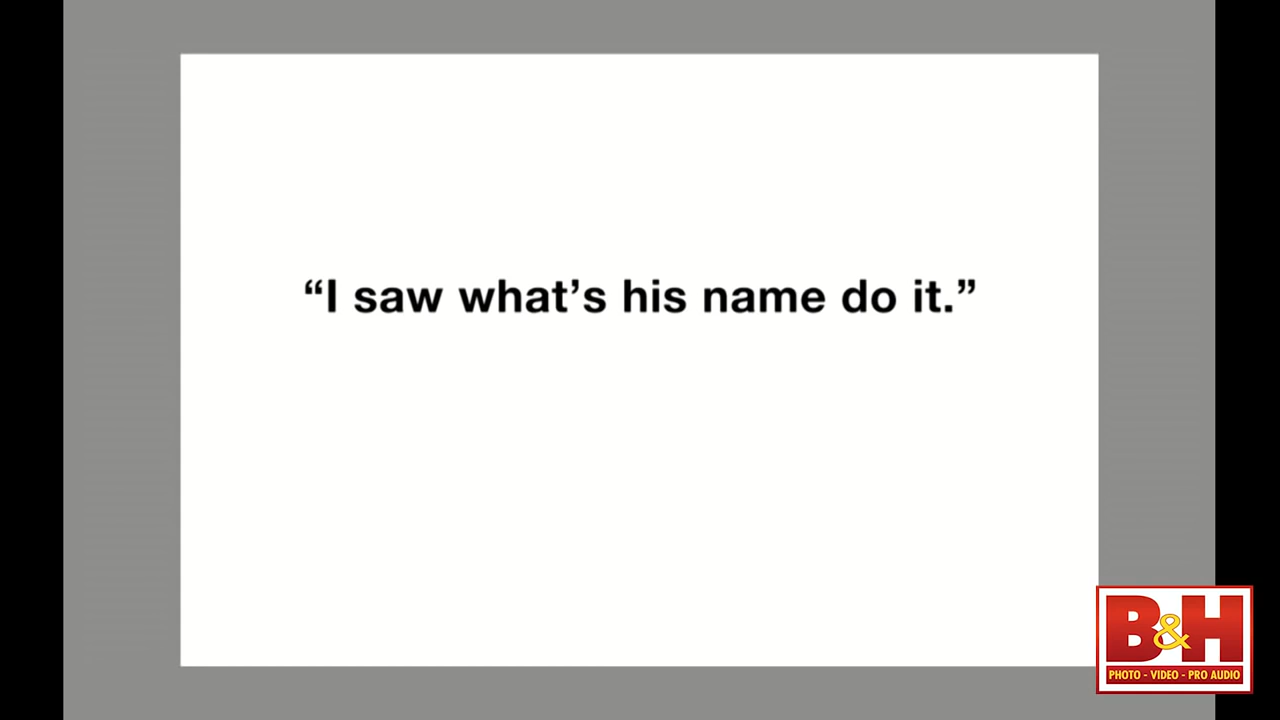 “I saw what’s his name do it.”
B&H
PHOTO - VIDEO - PRO AUDIO